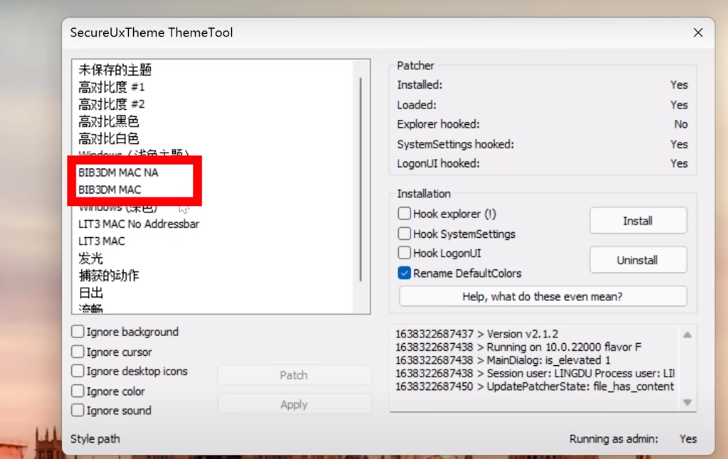 SecureUxTheme ThemeTool
未保存的主题
高对比度 #1
高对比度 #2
高对比黑色
高对比白色
Windows（浅色主题）
BIB3DM MAC NA
BIB3DM MAC
Windows (深色)
LIT3 MAC No Addressbar
LIT3 MAC
发光
捕获的动作
日出
流畅
Ignore background
Ignore cursor
Ignore desktop icons
Ignore color
Ignore sound
Patch
Apply
Style path
Patcher
Installed: Yes
Loaded: Yes
Explorer hooked: No
SystemSettings hooked: Yes
LogonUI hooked: Yes
Installation
Hook explorer (!)
Hook SystemSettings
Hook LogonUI
Rename DefaultColors
Install
Uninstall
Help, what do these even mean?
1638322687437 > Version v2.1.2
1638322687438 > Running on 10.0.22000 flavor F
1638322687438 > MainDialog: is_elevated 1
1638322687438 > Session user: LINGDU Process user: LI
1638322687450 > UpdatePatcherState: file_has_content
Running as admin: Yes